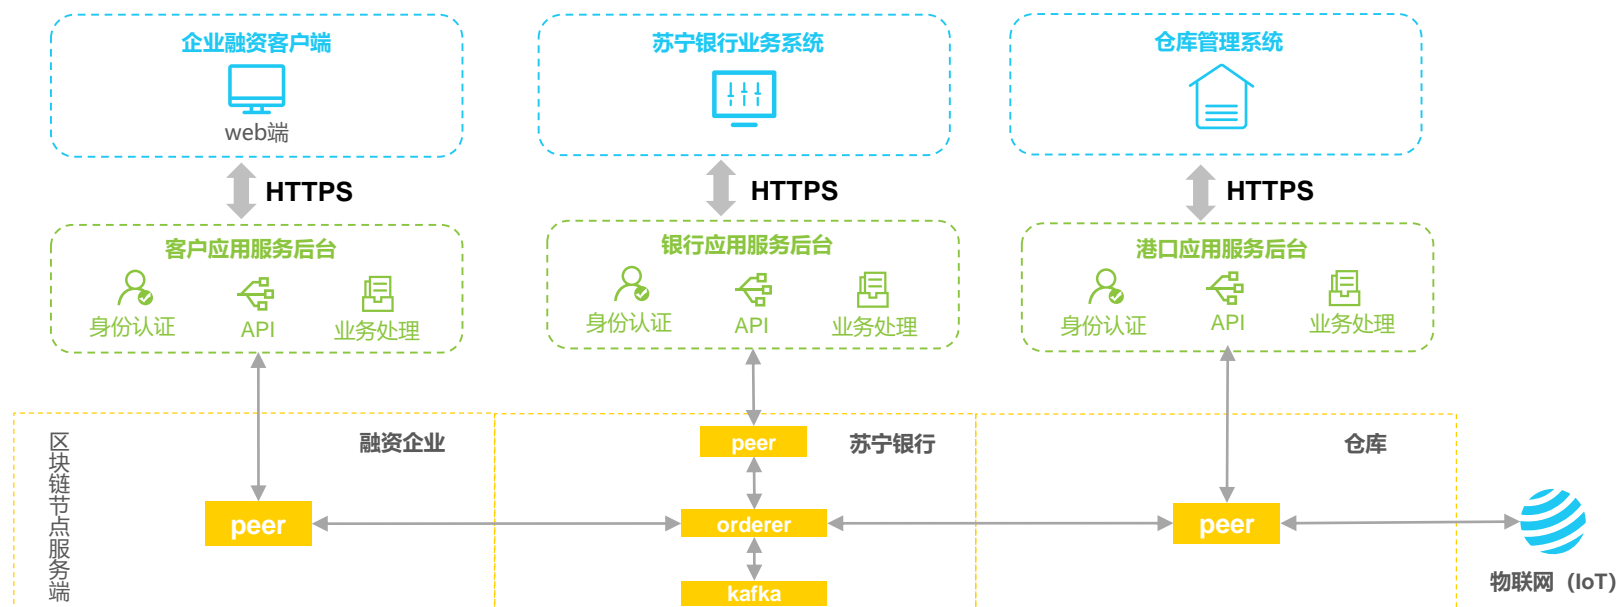 企业融资客户端
web端
苏宁银行业务系统
仓库管理系统
HTTPS
HTTPS
HTTPS
客户应用服务后台
身份认证
API
业务处理
银行应用服务后台
身份认证
API
业务处理
港口应用服务后台
身份认证
API
业务处理
区块链节点服务端
融资企业
peer
苏宁银行
peer
orderer
kafka
仓库
peer
物联网（IoT）